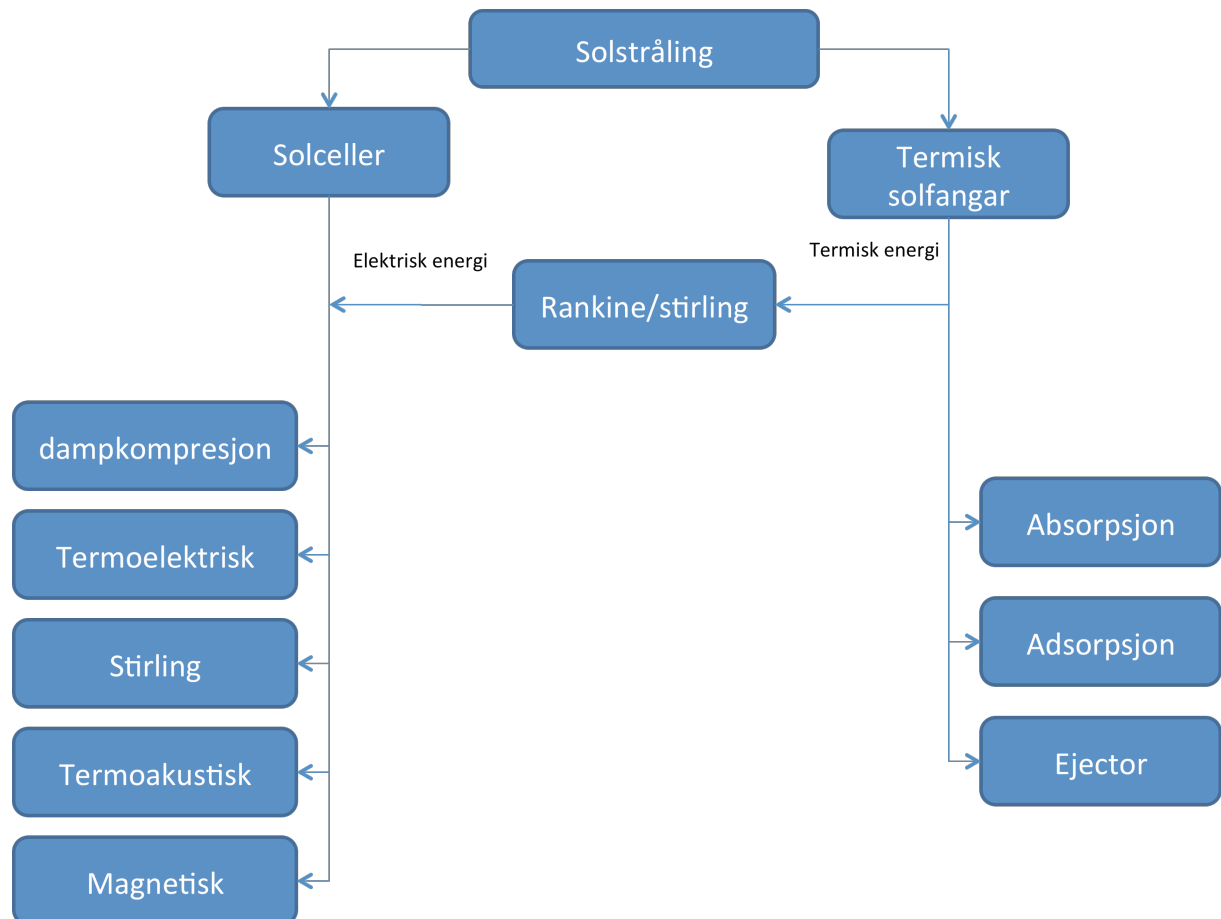 Solstråling
Solceller
Termisk
solfangar
Elektrisk energi
Termisk energi
Rankine/stirling
dampkompresjon
Termoelektrisk
Stirling
Termoakustisk
Magnetisk
Absorpsjon
Adsorpsjon
Ejector